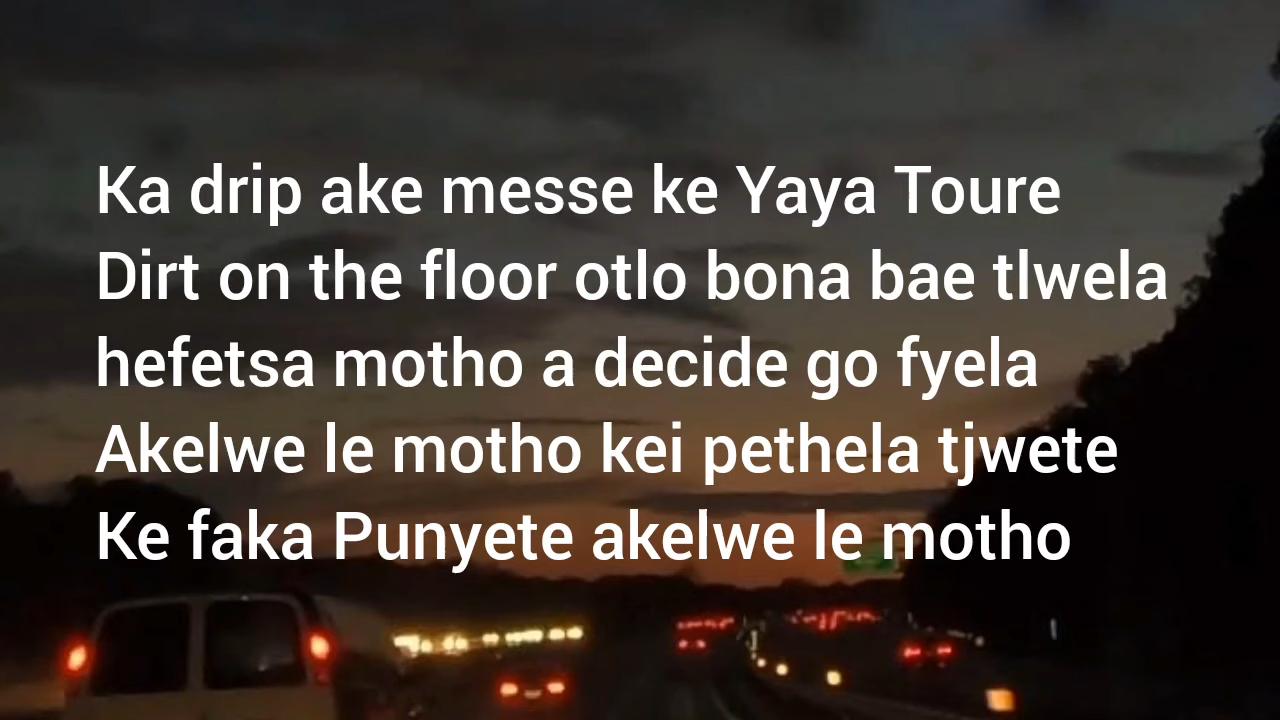 Ka drip ake messe ke Yaya Toure
Dirt on the floor otlo bona bae tlwela
hefetsa motho a decide go fyela
Akelwe le motho kei pethela tjwete
Ke faka Punyete akelwe le motho